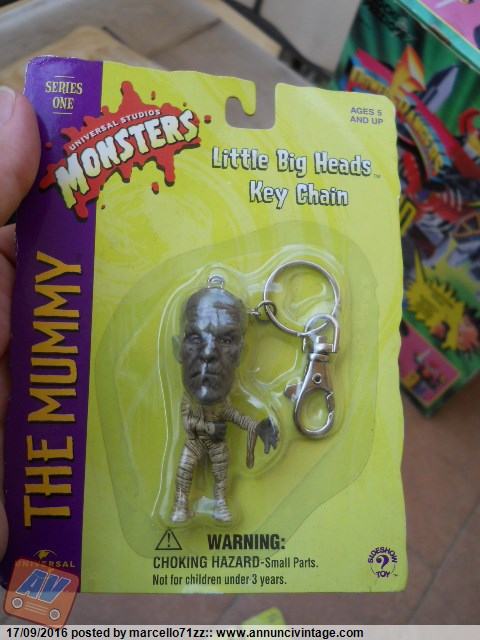 SERIES
ONE
UNIVERSAL STUDIOS
MONSTERS
AGES 5
AND UP
Little Big Heads™
Key Chain
THE MUMMY
WARNING:
CHOKING HAZARD-Small Parts.
Not for children under 3 years.
UNIVERSAL
AV
SIDESHOW
?
TOY™
17/09/2016 posted by marcello71zz:: www.annuncivintage.com